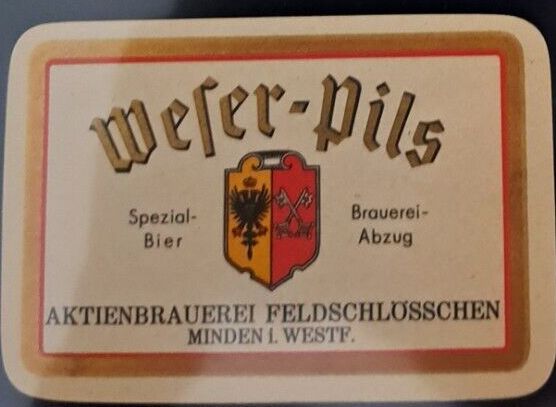 Weſer-Pils
Spezial-
Bier
Brauerei-
Abzug
AKTIENBRAUEREI FELDSCHLÖSSCHEN
MINDEN i. WESTF.